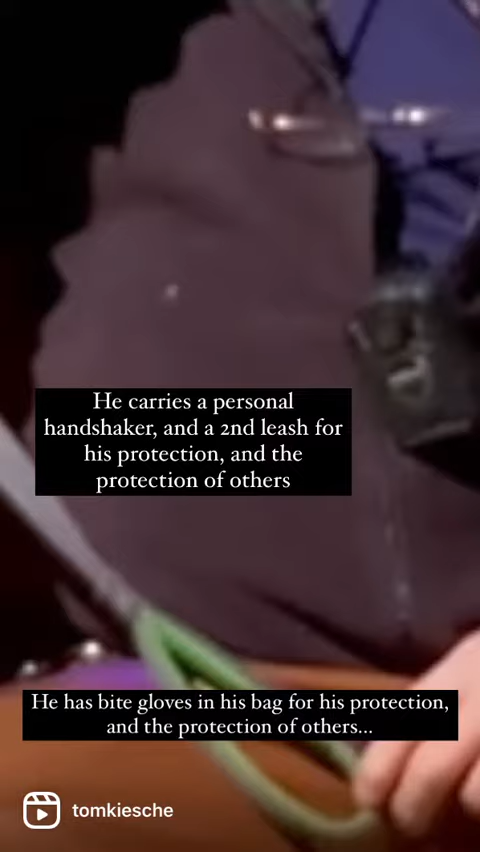 He carries a personal
handshaker, and a 2nd leash for
his protection, and the
protection of others
He has bite gloves in his bag for his protection,
and the protection of others...
tomkiesche